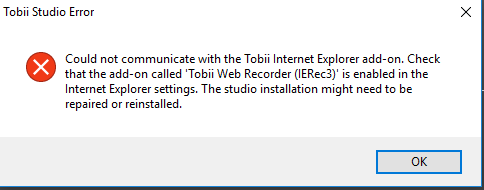 Tobii Studio Error
Could not communicate with the Tobii Internet Explorer add-on. Check
that the add-on called 'Tobii Web Recorder (IERec3)' is enabled in the
Internet Explorer settings. The studio installation might need to be
repaired or reinstalled.
OK